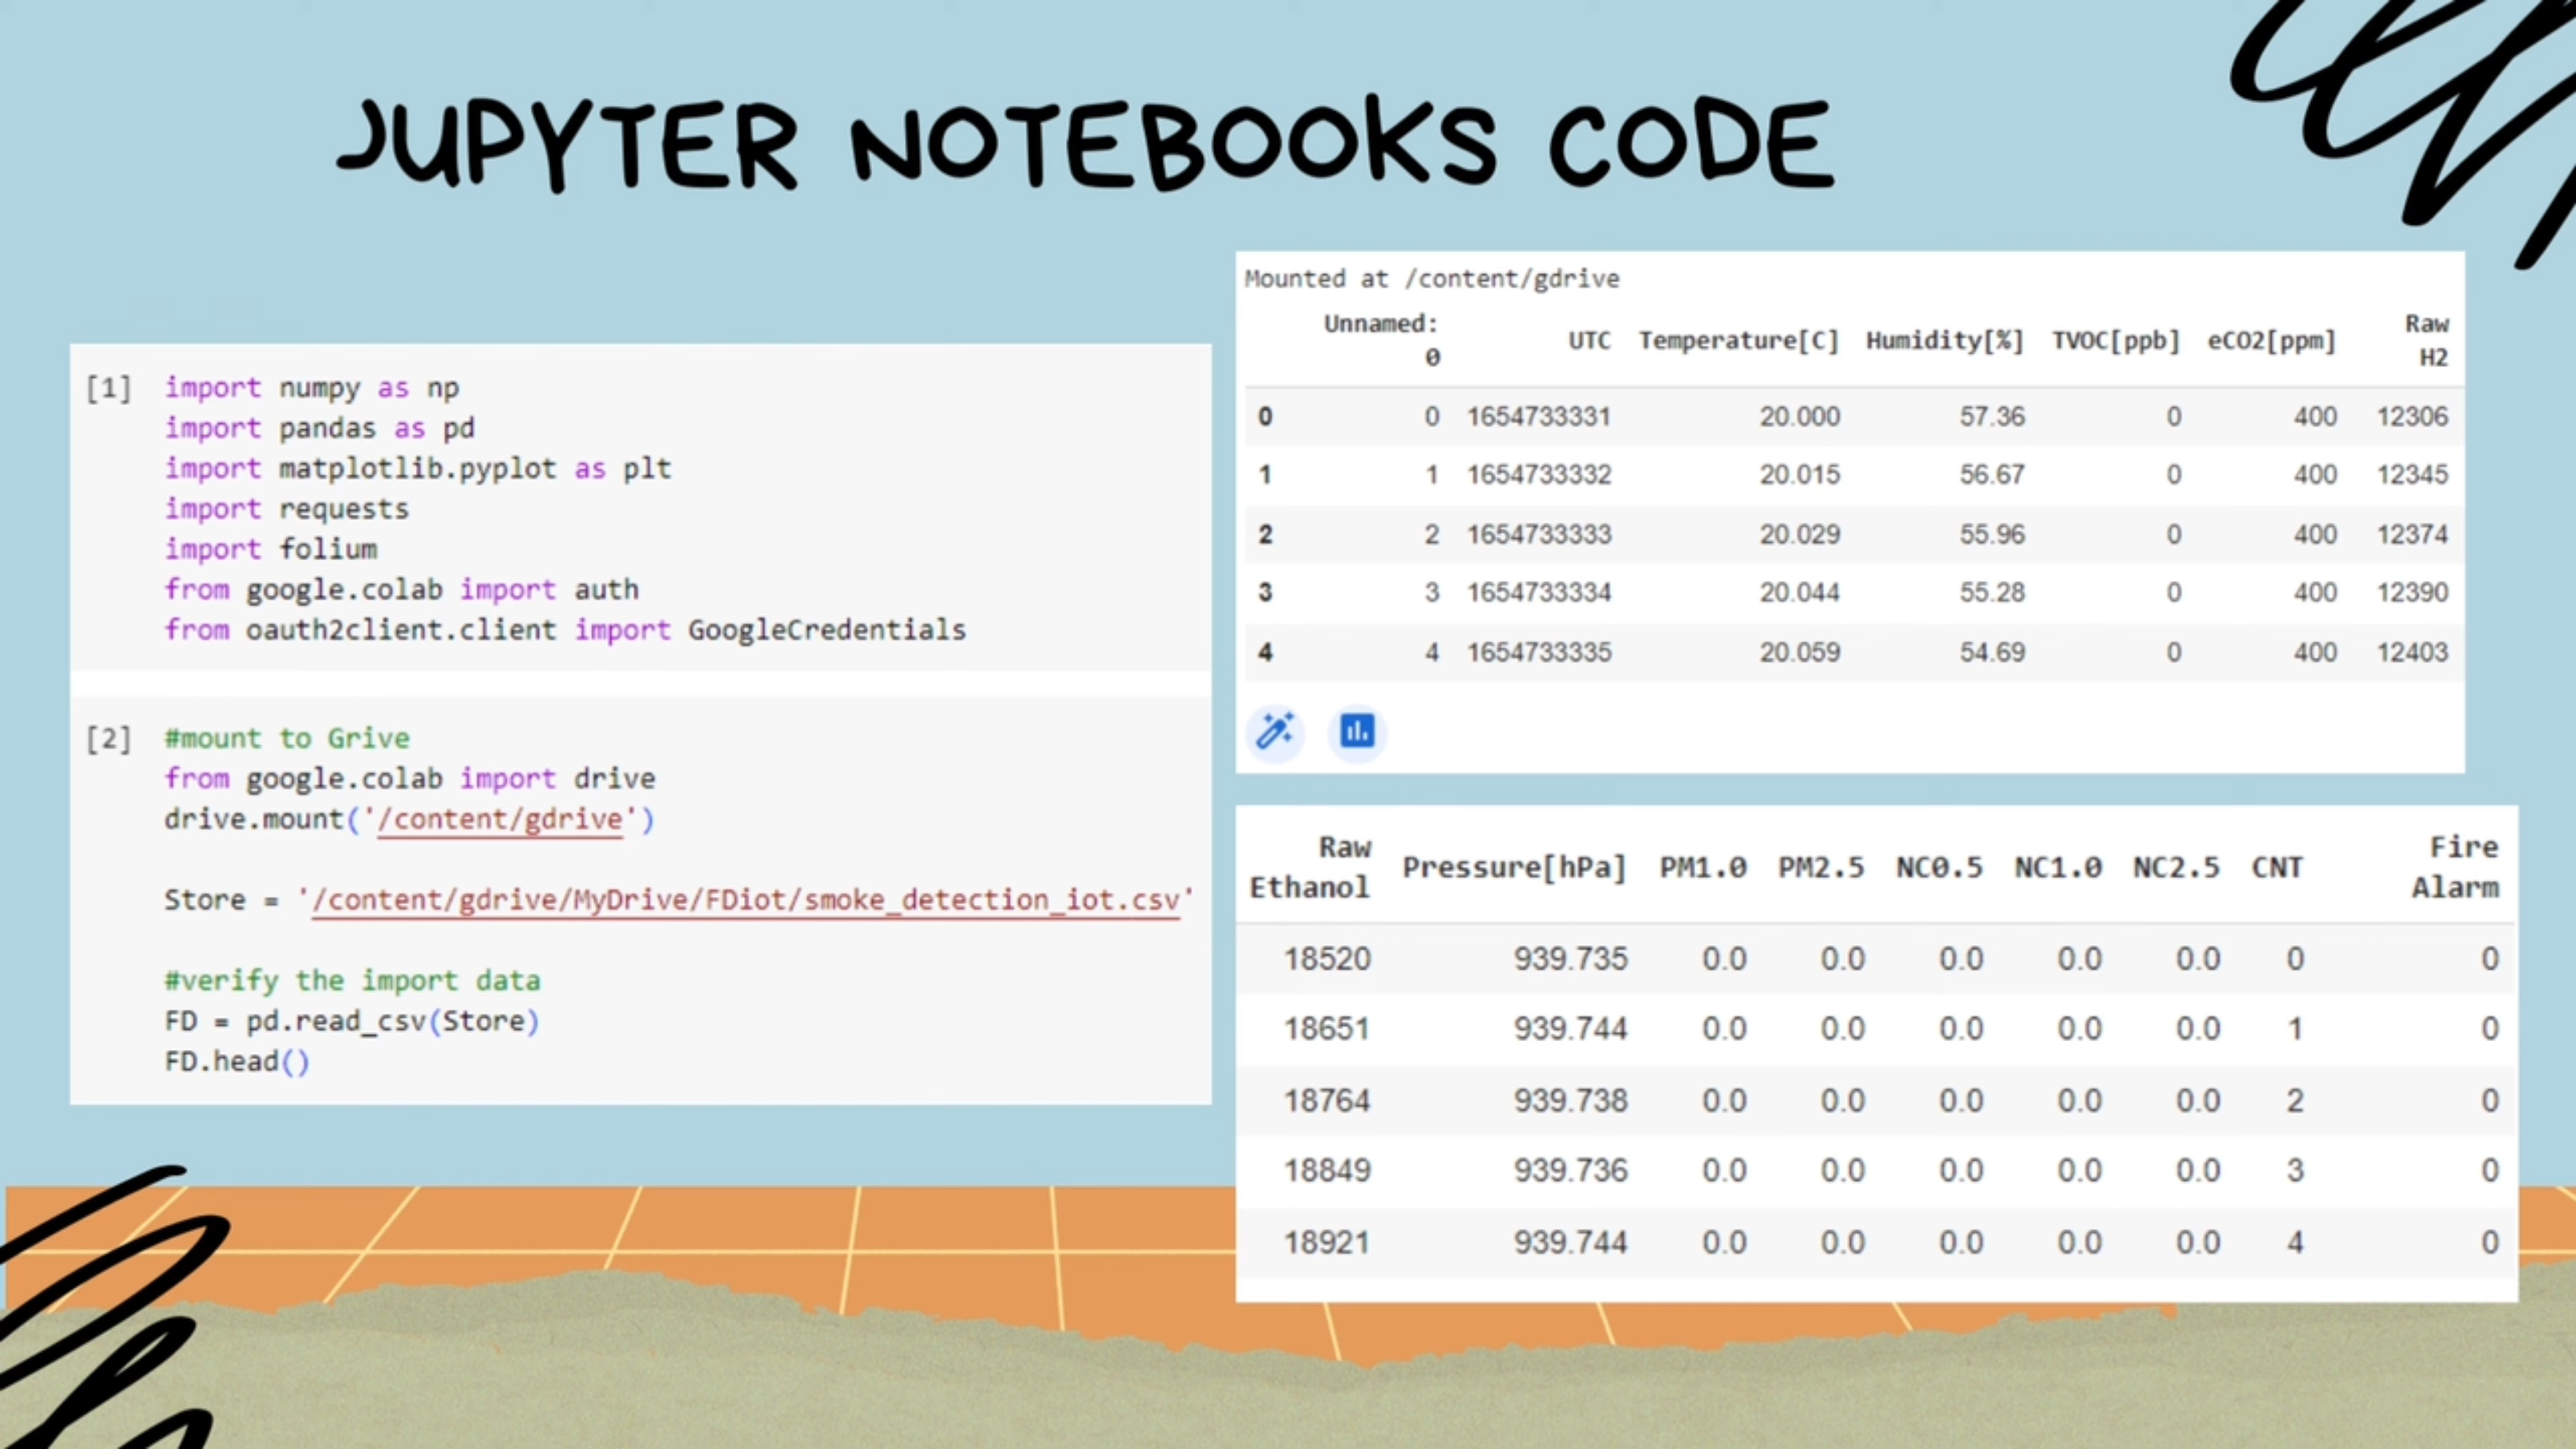 JUPYTER NOTEBOOKS CODE
[1] import numpy as np
import pandas as pd
import matplotlib.pyplot as plt
import requests
import folium
from google.colab import auth
from oauth2client.client import GoogleCredentials
[2] #mount to Grive
from google.colab import drive
drive.mount('/content/gdrive')
Store = '/content/gdrive/MyDrive/FDiot/smoke_detection_iot.csv'
#verify the import data
FD = pd.read_csv(Store)
FD.head()
Mounted at /content/gdrive
Unnamed: 0 UTC Temperature[C] Humidity[%] TVOC[ppb] eCO2[ppm] Raw H2
0 0 1654733331 20.000 57.36 0 400 12306
1 1 1654733332 20.015 56.67 0 400 12345
2 2 1654733333 20.029 55.96 0 400 12374
3 3 1654733334 20.044 55.28 0 400 12390
4 4 1654733335 20.059 54.69 0 400 12403
Raw Ethanol Pressure[hPa] PM1.0 PM2.5 NC0.5 NC1.0 NC2.5 CNT Fire Alarm
18520 939.735 0.0 0.0 0.0 0.0 0.0 0 0
18651 939.744 0.0 0.0 0.0 0.0 0.0 1 0
18764 939.738 0.0 0.0 0.0 0.0 0.0 2 0
18849 939.736 0.0 0.0 0.0 0.0 0.0 3 0
18921 939.744 0.0 0.0 0.0 0.0 0.0 4 0